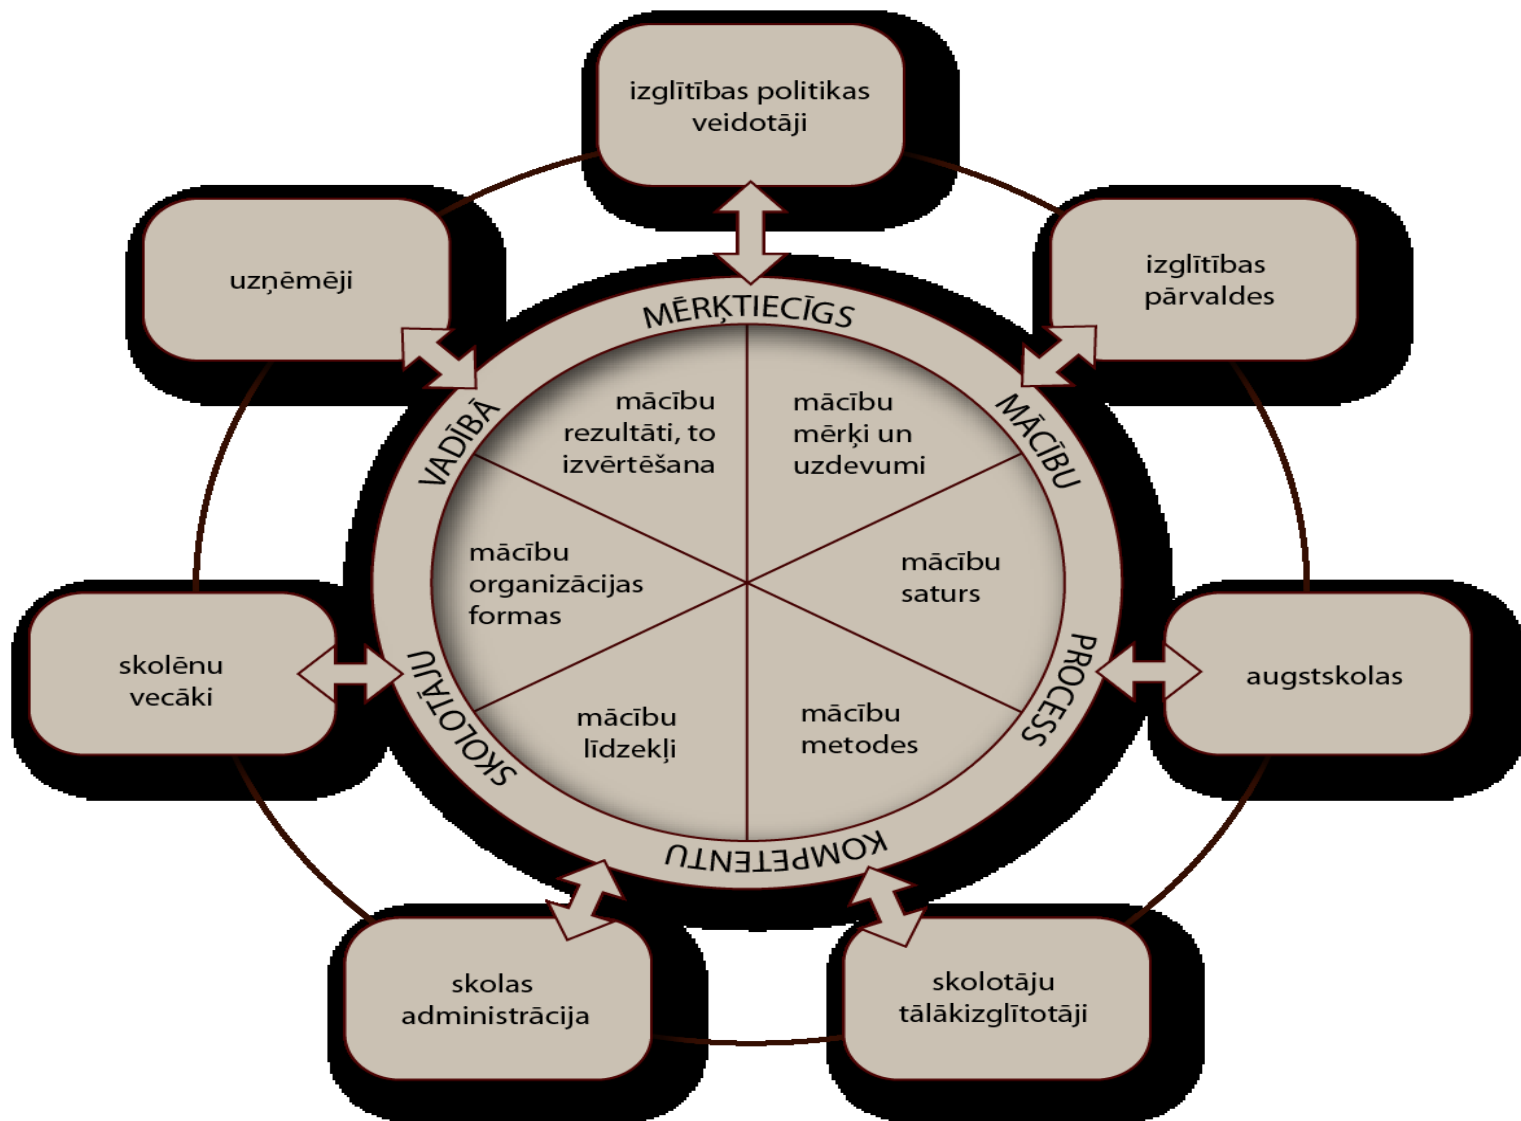 izglītības politikas
veidotāji
izglītības
pārvaldes
augstskolas
skolotāju
tālākizglītotāji
skolas
administrācija
skolēnu
vecāki
uzņēmēji
MĒRĶTIECĪGS
MĀCĪBU
PROCESS
KOMPETENTU
SKOLOTĀJU
VADĪBĀ
mācību
mērķi un
uzdevumi
mācību
saturs
mācību
metodes
mācību
līdzekļi
mācību
organizācijas
formas
mācību
rezultāti, to
izvērtēšana